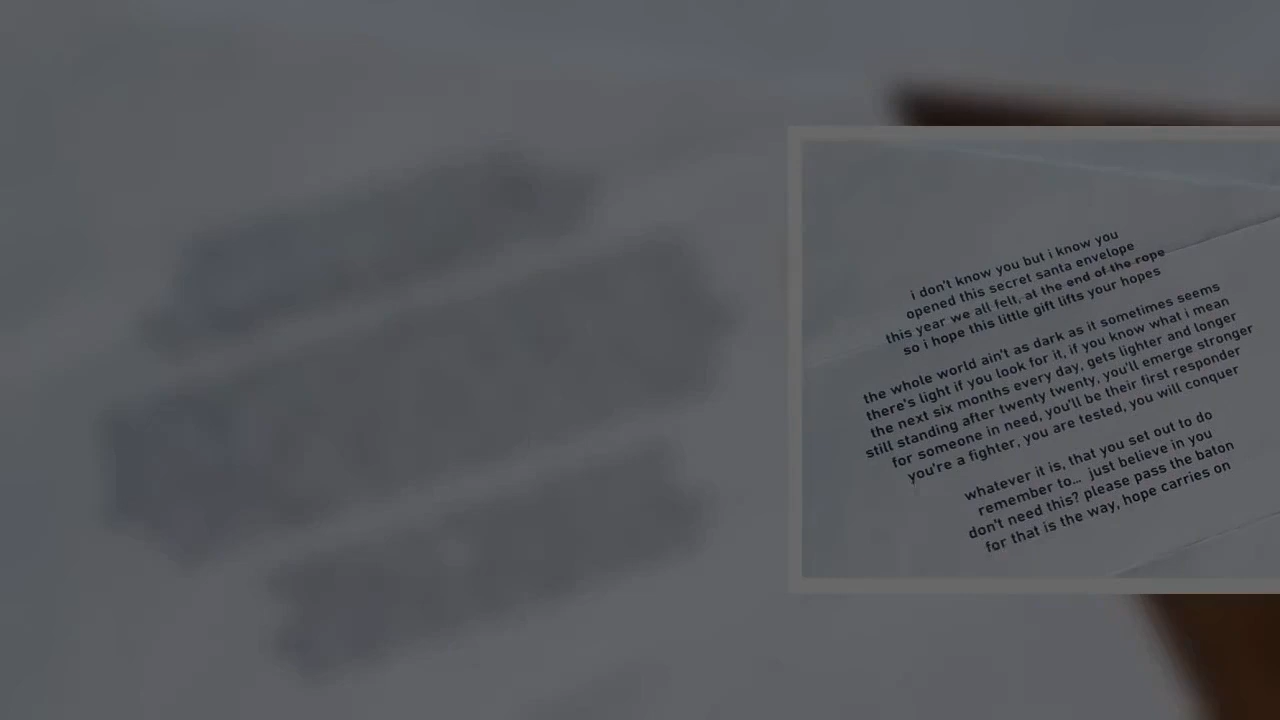 i don't know you but i know you
opened this secret santa envelope
this year we all felt, at the end of the rope
so i hope this little gift lifts your hopes
the whole world ain't as dark as it sometimes seems
there's light if you look for it, if you know what i mean
the next six months every day, gets lighter and longer
still standing after twenty twenty, you'll emerge stronger
for someone in need, you'll be their first responder
you're a fighter, you are tested, you will conquer
whatever it is, that you set out to do
remember to... just believe in you
don't need this? please pass the baton
for that is the way, hope carries on